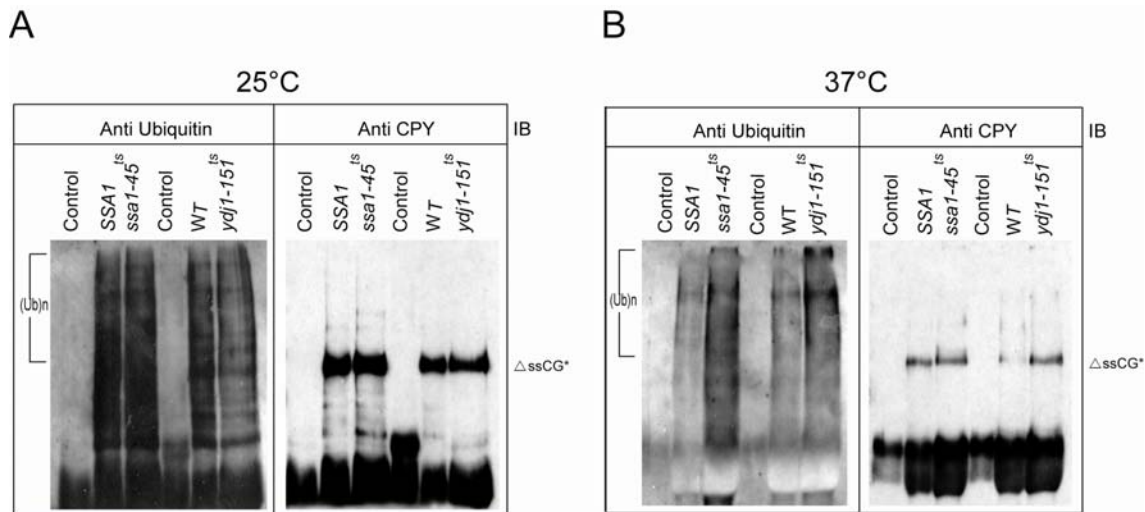 A
25°C
Anti Ubiquitin
Anti CPY
IB
Control
SSA1
ssa1-45ts
Control
WT
ydj1-151ts
Control
SSA1
ssa1-45ts
Control
WT
ydj1-151ts
(Ub)n
△ssCG*
B
37°C
Anti Ubiquitin
Anti CPY
IB
Control
SSA1
ssa1-45ts
Control
WT
ydj1-151ts
Control
SSA1
ssa1-45ts
Control
WT
ydj1-151ts
(Ub)n
△ssCG*